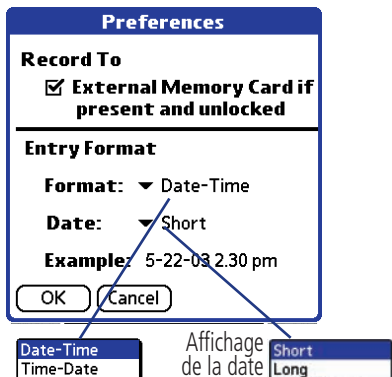 Preferences
Record To
External Memory Card if
present and unlocked
Entry Format
Format: Date-Time
Date: Short
Example: 5-22-03 2.30 pm
OK Cancel
Date-Time
Time-Date
Affichage
de la date
Short
Long